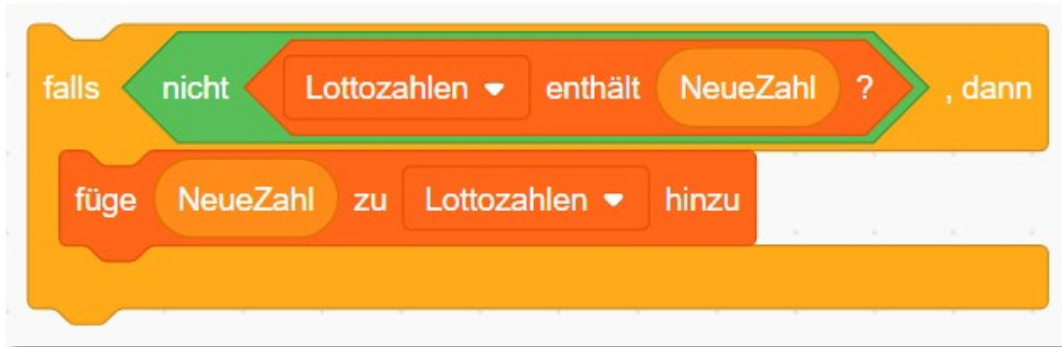 falls nicht Lottozahlen enthält NeueZahl ? , dann
füge NeueZahl zu Lottozahlen hinzu